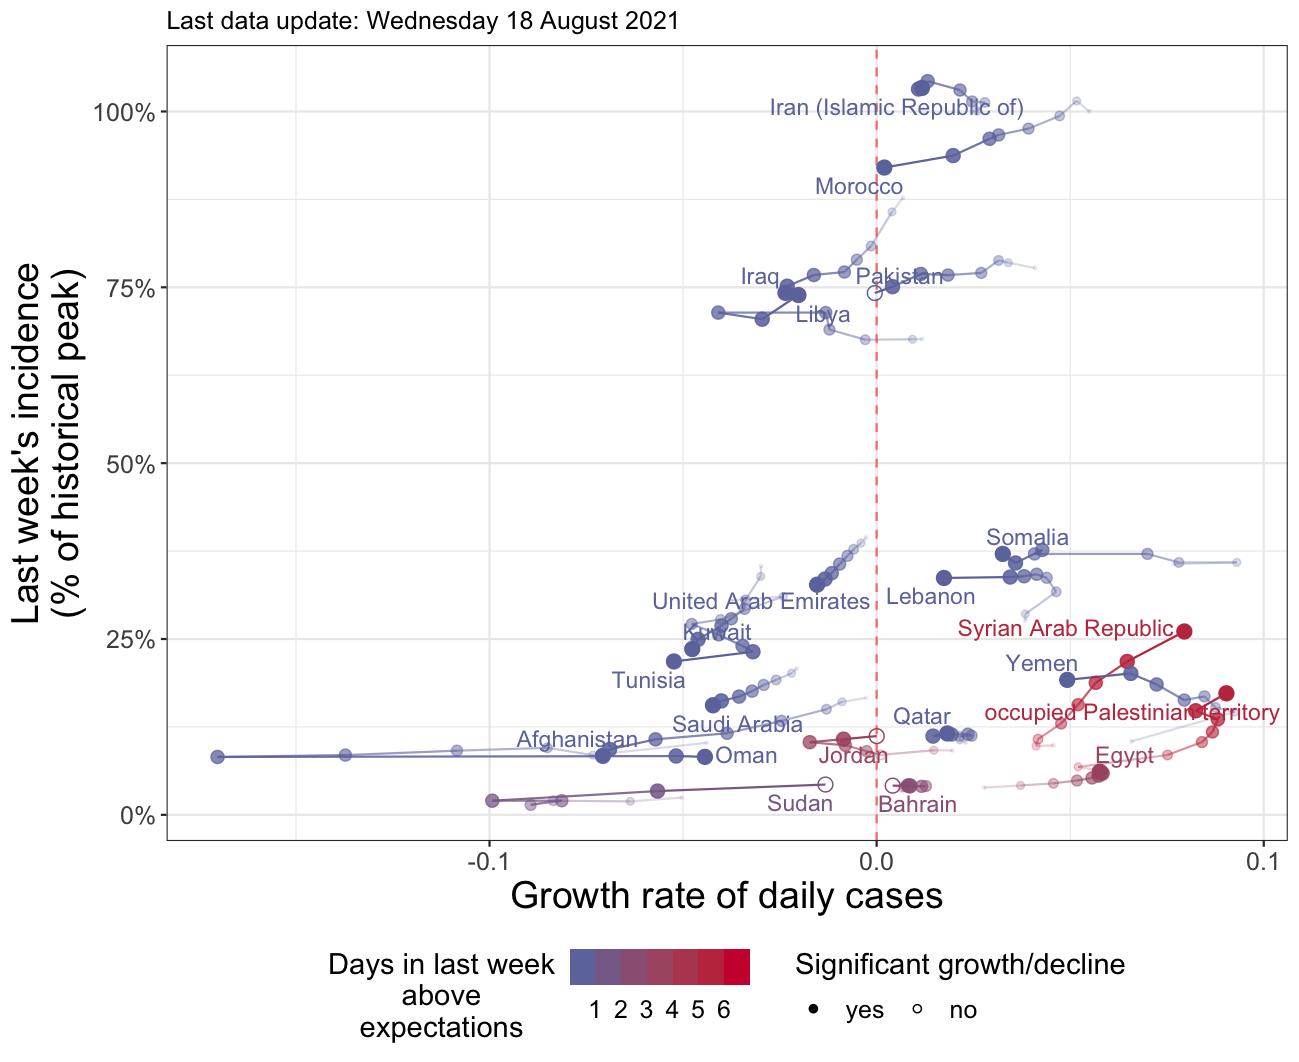 Last data update: Wednesday 18 August 2021
Last week's incidence
(% of historical peak)
100%
75%
50%
25%
0%
Iran (Islamic Republic of)
Morocco
Iraq
Pakistan
Libya
Somalia
United Arab Emirates
Lebanon
Kuwait
Syrian Arab Republic
Tunisia
Yemen
Saudi Arabia
Qatar
occupied Palestinian territory
Afghanistan
Oman
Jordan
Egypt
Sudan
Bahrain
-0.1
0.0
0.1
Growth rate of daily cases
Days in last week
above
expectations
1 2 3 4 5 6
Significant growth/decline
yes
no